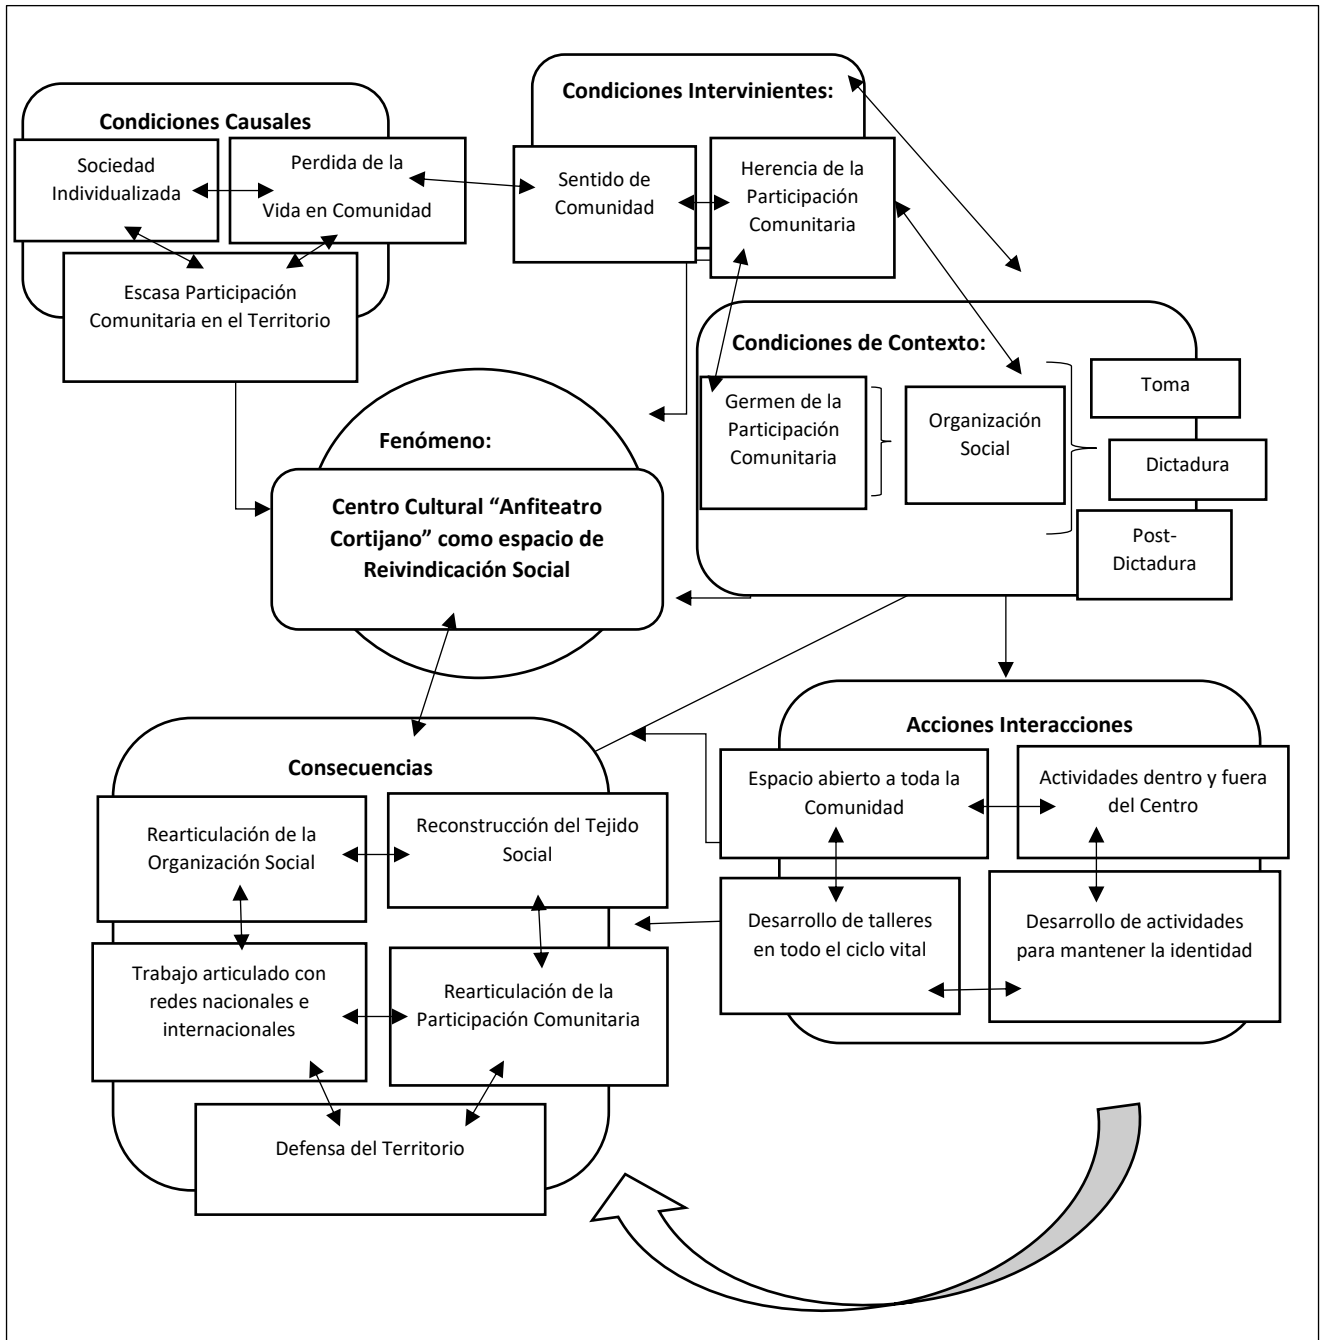 Condiciones Causales
Sociedad
Individualizada
Perdida de la
Vida en Comunidad
Escasa Participación
Comunitaria en el Territorio
Condiciones Intervinientes:
Sentido de
Comunidad
Herencia de la
Participación
Comunitaria
Condiciones de Contexto:
Germen de la
Participación
Comunitaria
Organización
Social
Toma
Dictadura
Post-
Dictadura
Fenómeno:
Centro Cultural “Anfiteatro
Cortijano” como espacio de
Reivindicación Social
Acciones Interacciones
Espacio abierto a toda la
Comunidad
Actividades dentro y fuera
del Centro
Desarrollo de talleres
en todo el ciclo vital
Desarrollo de actividades
para mantener la identidad
Consecuencias
Rearticulación de la
Organización Social
Reconstrucción del Tejido
Social
Trabajo articulado con
redes nacionales e
internacionales
Rearticulación de la
Participación Comunitaria
Defensa del Territorio